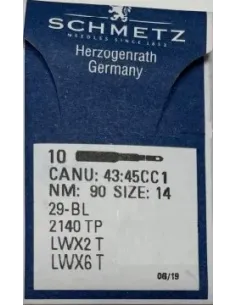 SCHMETZ
NEEDLES SINCE 1851
Herzogenrath
Germany
10
CANU: 43:45CC1
NM: 90 SIZE: 14
29-BL
2140 TP
LWX2 T
LWX6 T
06/19